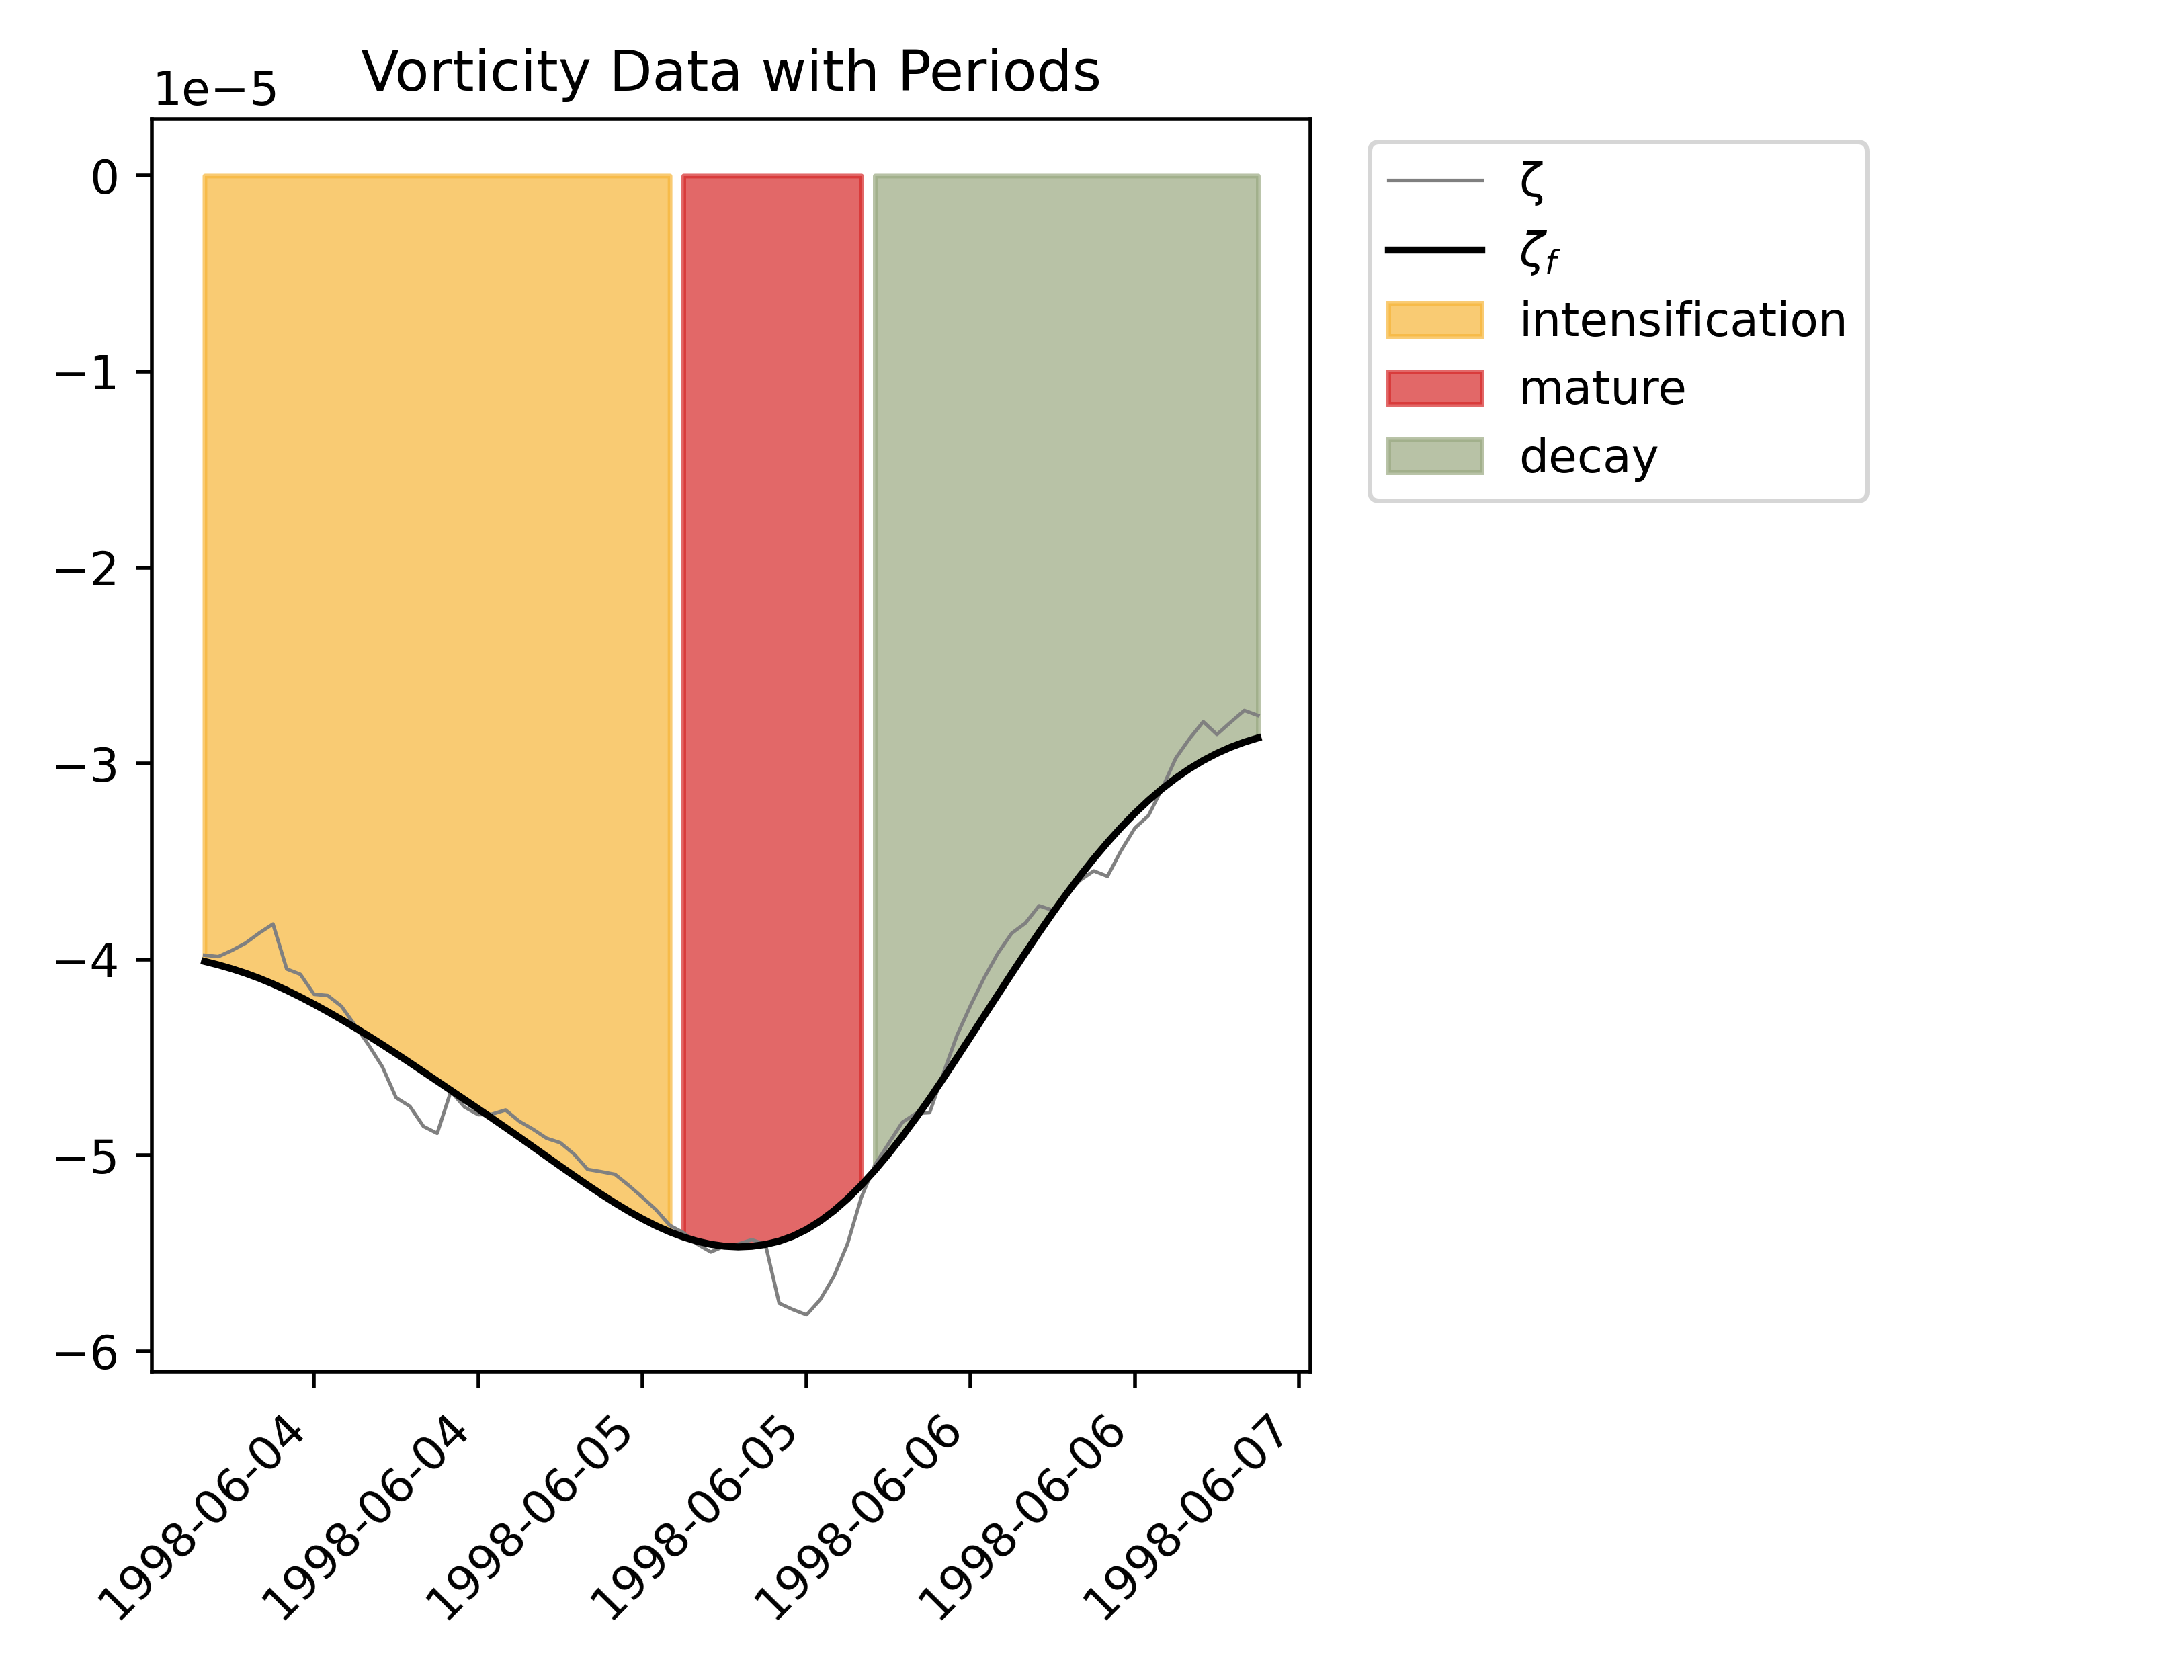 Vorticity Data with Periods
1e−5
0
−1
−2
−3
−4
−5
−6
1998-06-04
1998-06-04
1998-06-05
1998-06-05
1998-06-06
1998-06-06
1998-06-07
ζ
ζf
intensification
mature
decay